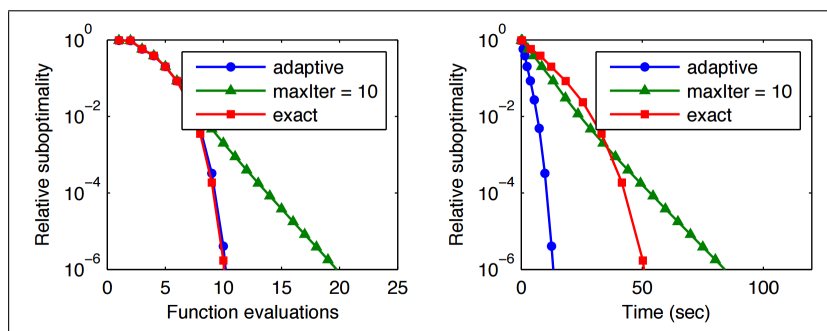 Relative suboptimality
10^0
10^-2
10^-4
10^-6
0 5 10 15 20 25
Function evaluations
adaptive
maxIter = 10
exact
Relative suboptimality
10^0
10^-2
10^-4
10^-6
0 50 100
Time (sec)
adaptive
maxIter = 10
exact